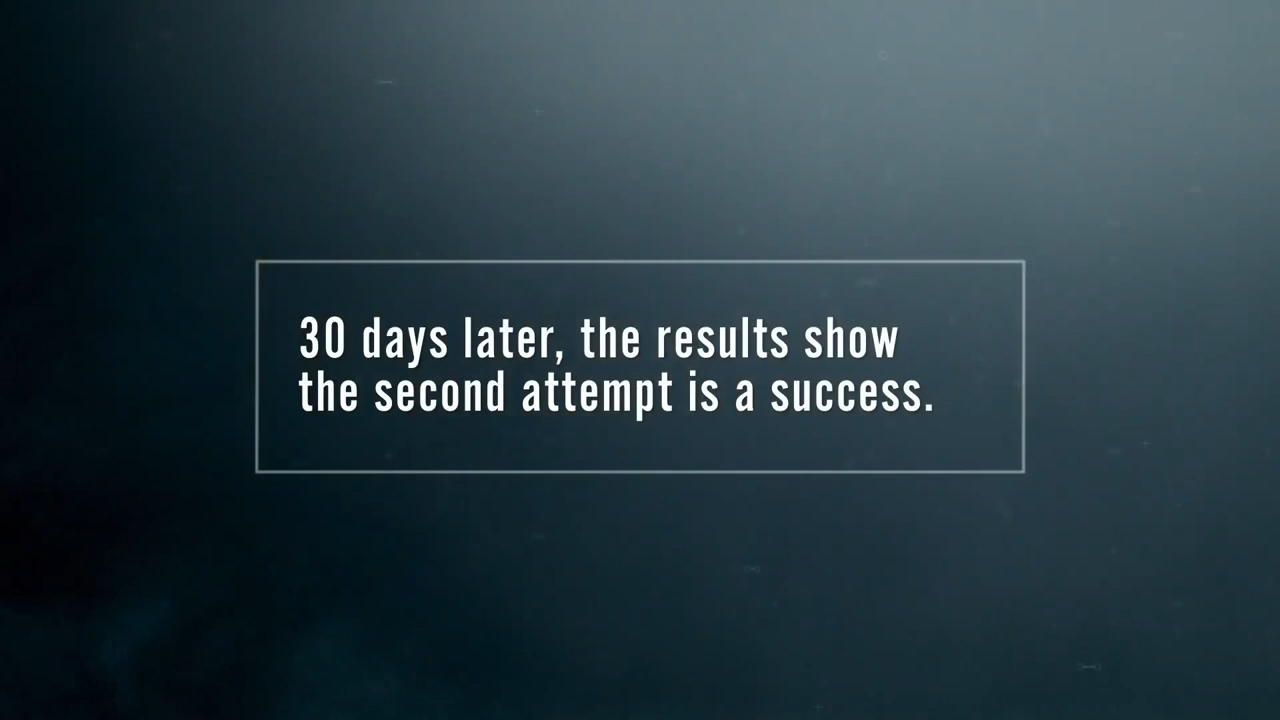 30 days later, the results show
the second attempt is a success.